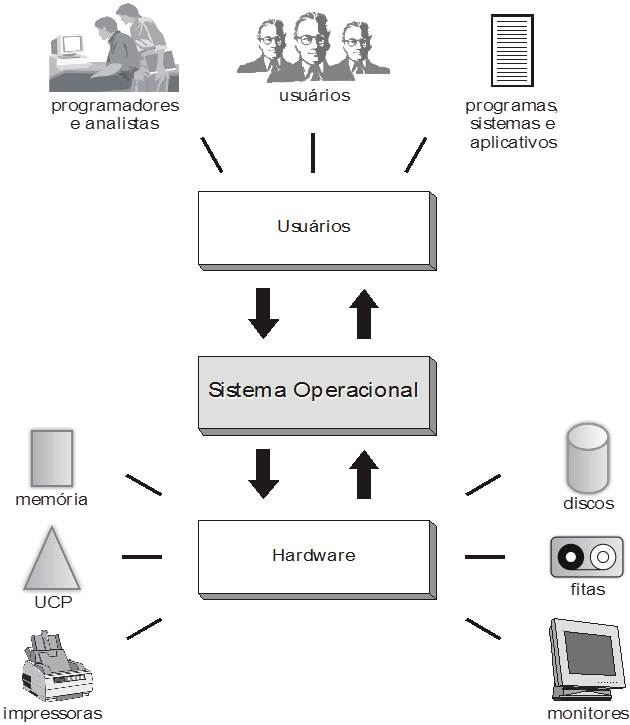 programadores
e analistas
usuários
programas,
sistemas e
aplicativos
Usuários
Sistema Operacional
memória
discos
Hardware
UCP
fitas
impressoras
monitores